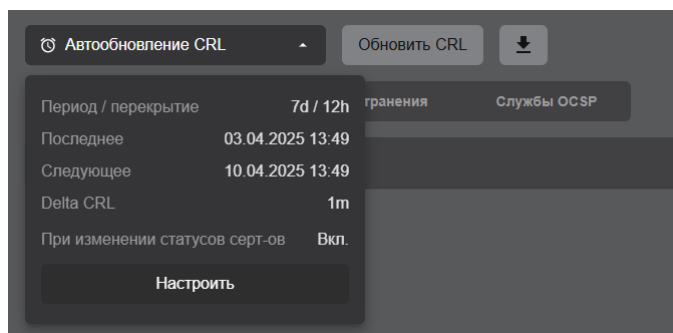 Автообновление CRL
Обновить CRL
Период / перекрытие 7d / 12h
Последнее 03.04.2025 13:49
Следующее 10.04.2025 13:49
Delta CRL 1m
При изменении статусов серт-ов Вкл.
Настроить
транения
Службы OCSP